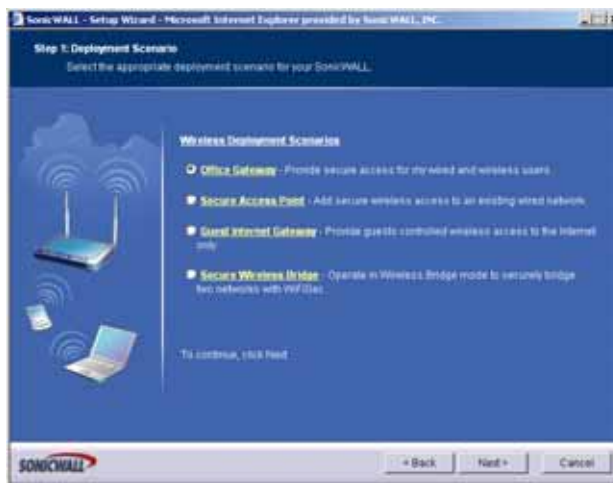 SonicWALL - Setup Wizard - Microsoft Internet Explorer provided by SonicWALL, INC.
Step 1: Deployment Scenario
Select the appropriate deployment scenario for your SonicWALL.
Wireless Deployment Scenarios
Office Gateway - Provide secure access for my wired and wireless users.
Secure Access Point - Add secure wireless access to an existing wired network.
Guest Internet Gateway - Provide guests controlled wireless access to the Internet
only.
Secure Wireless Bridge - Operate in Wireless Bridge mode to securely bridge
two networks with WiFiSec.
To continue, click Next.
SONICWALL
< Back
Next >
Cancel